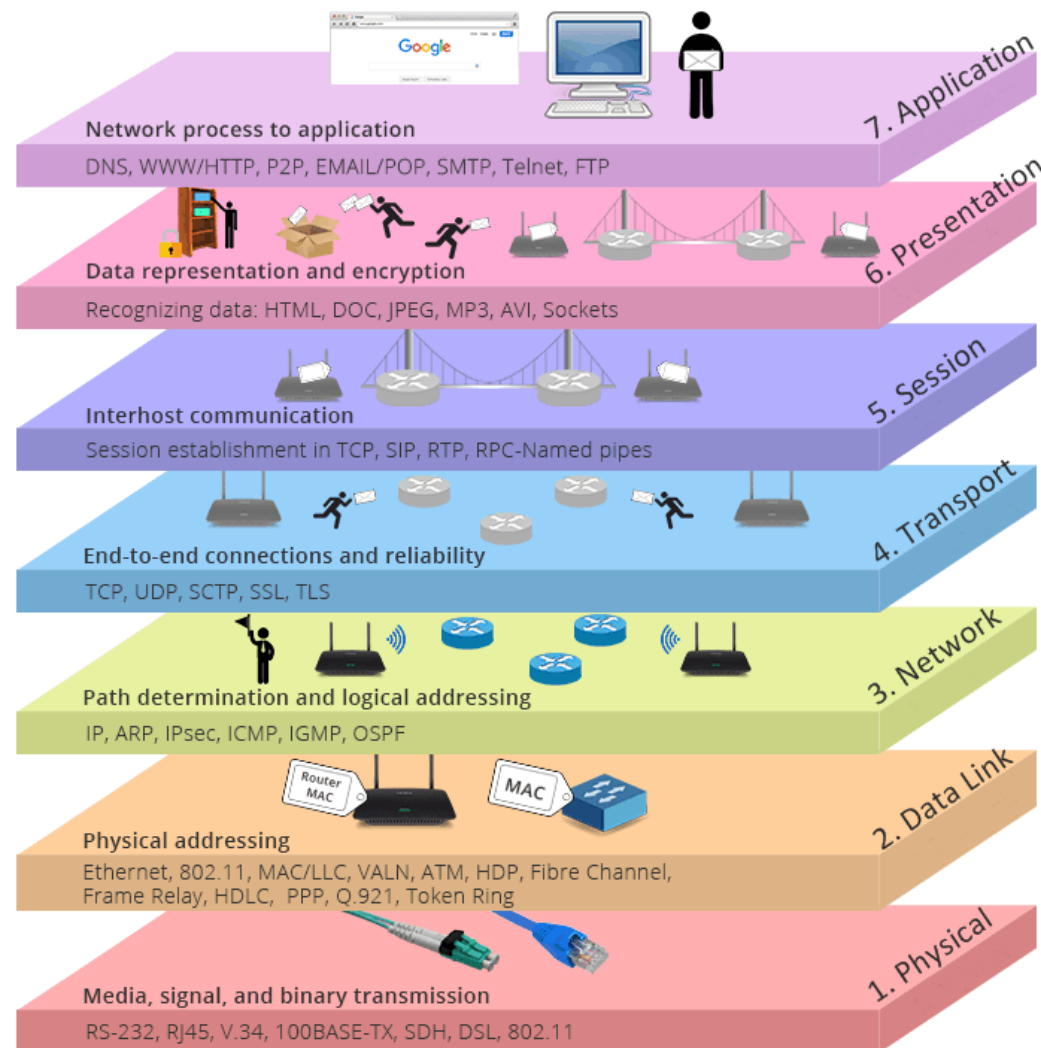 Google
7. Application
Network process to application
DNS, WWW/HTTP, P2P, EMAIL/POP, SMTP, Telnet, FTP
6. Presentation
Data representation and encryption
Recognizing data: HTML, DOC, JPEG, MP3, AVI, Sockets
5. Session
Interhost communication
Session establishment in TCP, SIP, RTP, RPC-Named pipes
4. Transport
End-to-end connections and reliability
TCP, UDP, SCTP, SSL, TLS
3. Network
Path determination and logical addressing
IP, ARP, IPsec, ICMP, IGMP, OSPF
Router
MAC
MAC
2. Data Link
Physical addressing
Ethernet, 802.11, MAC/LLC, VALN, ATM, HDP, Fibre Channel,
Frame Relay, HDLC, PPP, Q.921, Token Ring
1. Physical
Media, signal, and binary transmission
RS-232, RJ45, V.34, 100BASE-TX, SDH, DSL, 802.11